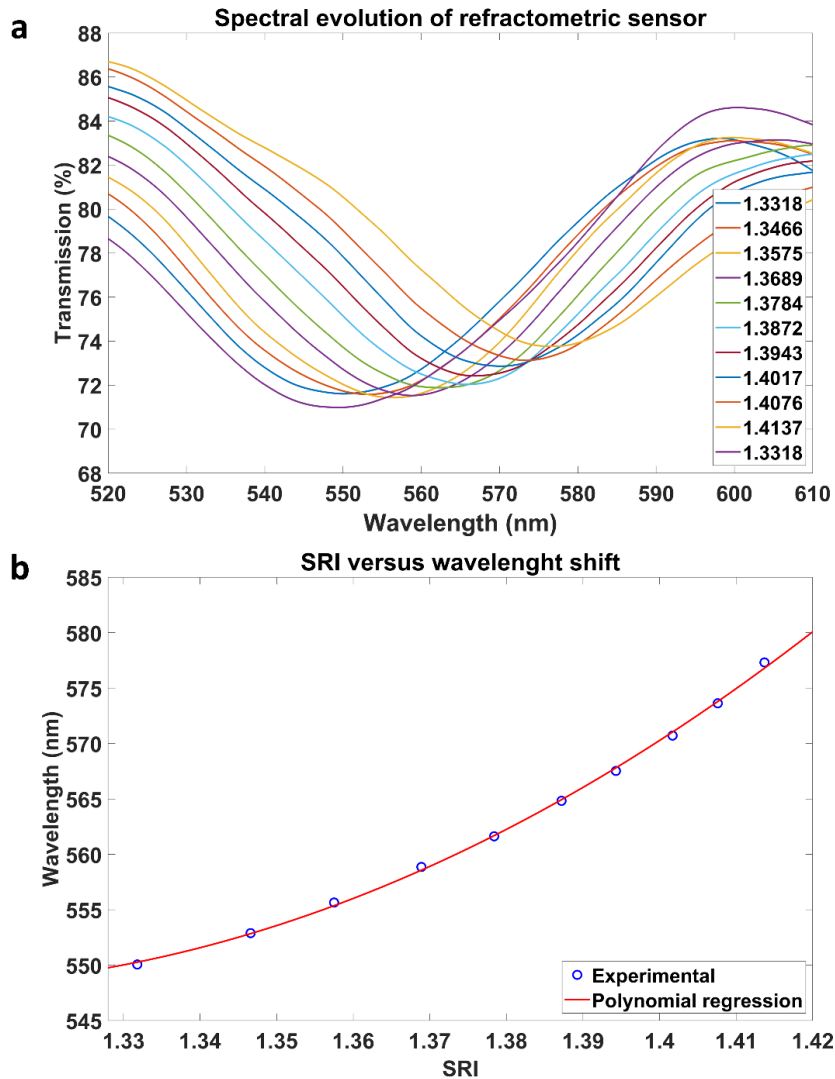 a
Spectral evolution of refractometric sensor
88
86
84
82
80
78
76
74
72
70
68
Transmission (%)
1.3318
1.3466
1.3575
1.3689
1.3784
1.3872
1.3943
1.4017
1.4076
1.4137
1.3318
520 530 540 550 560 570 580 590 600 610
Wavelength (nm)
b
SRI versus wavelenght shift
585
580
575
570
565
560
555
550
545
Wavelength (nm)
Experimental
Polynomial regression
1.33 1.34 1.35 1.36 1.37 1.38 1.39 1.4 1.41 1.42
SRI